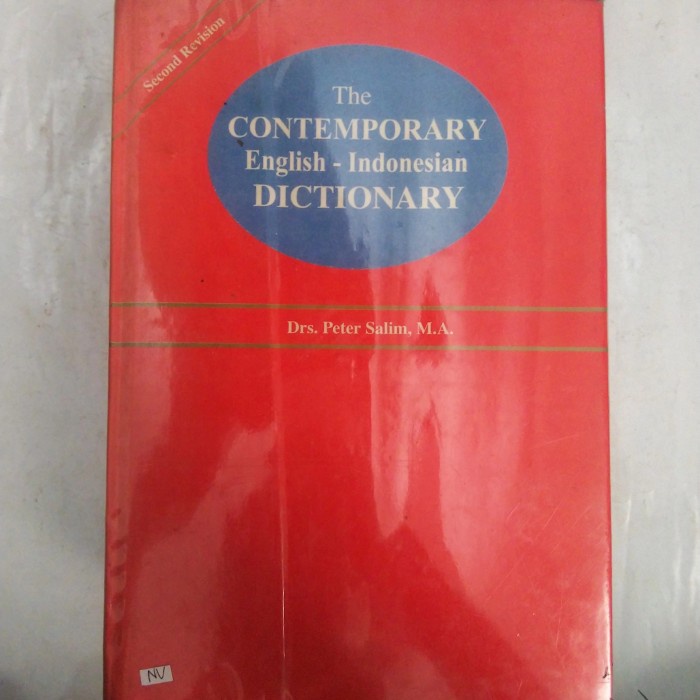 Second Revision
The
CONTEMPORARY
English - Indonesian
DICTIONARY
Drs. Peter Salim, M.A.
NV